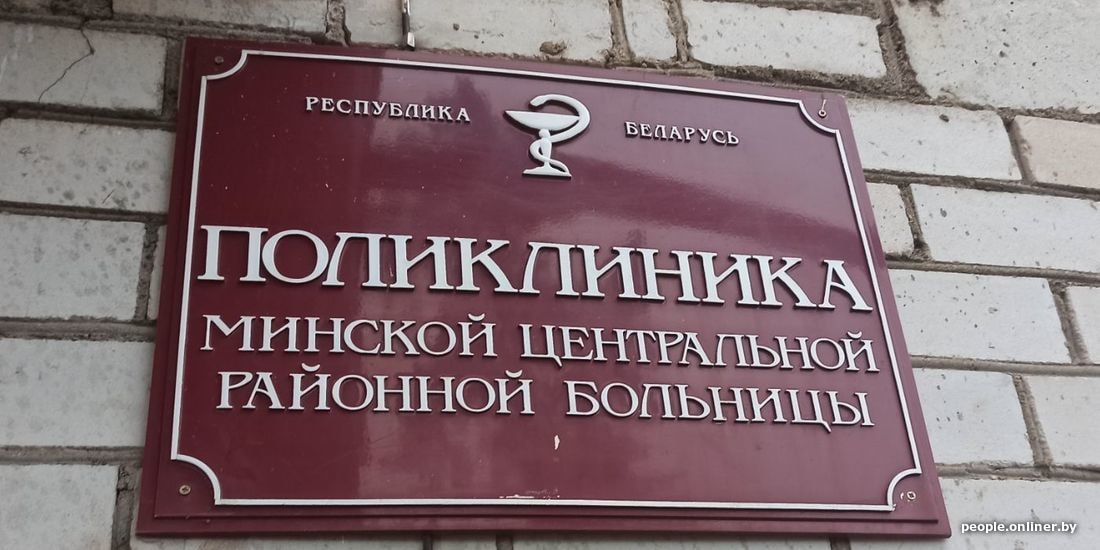 РЕСПУБЛИКА БЕЛАРУСЬ
ПОЛИКЛИНИКА
МИНСКОЙ ЦЕНТРАЛЬНОЙ
РАЙОННОЙ БОЛЬНИЦЫ
people.onliner.by